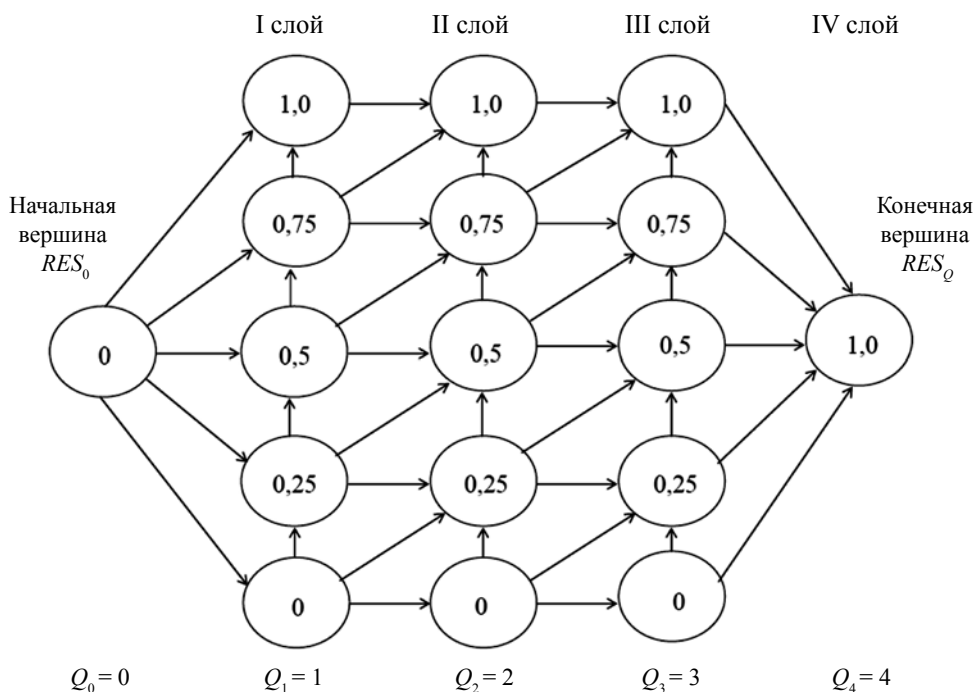 I слой II слой III слой IV слой
1,0 1,0 1,0
Начальная
вершина
RES₀
0,75 0,75 0,75
Конечная
вершина
RES_Q
0 0,5 0,5 0,5 1,0
0,25 0,25 0,25
0 0 0
Q₀ = 0 Q₁ = 1 Q₂ = 2 Q₃ = 3 Q₄ = 4